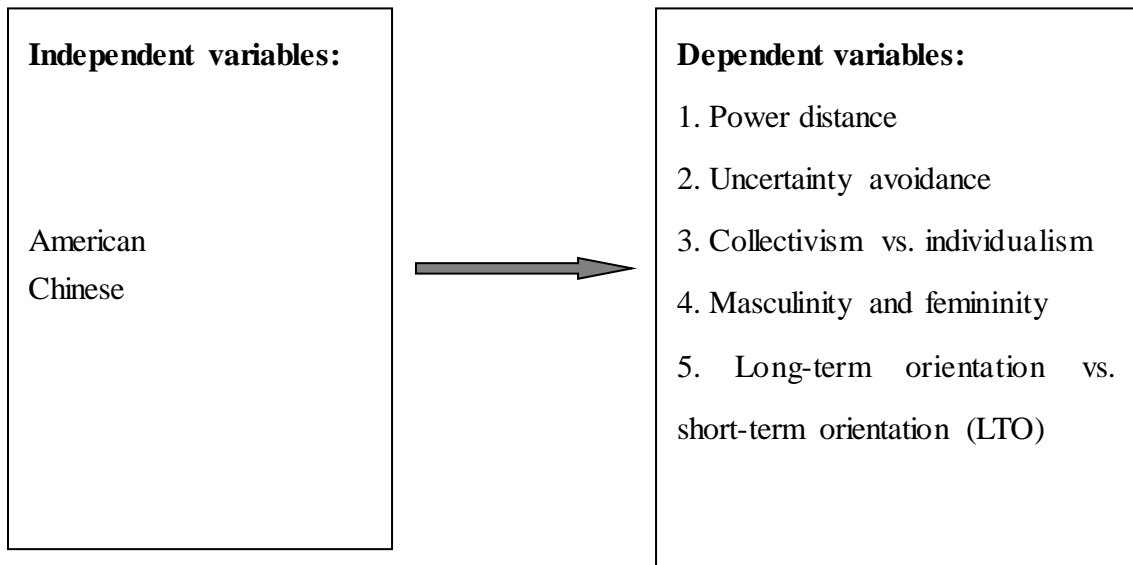 Independent variables:
American
Chinese
Dependent variables:
1. Power distance
2. Uncertainty avoidance
3. Collectivism vs. individualism
4. Masculinity and femininity
5. Long-term orientation vs.
short-term orientation (LTO)